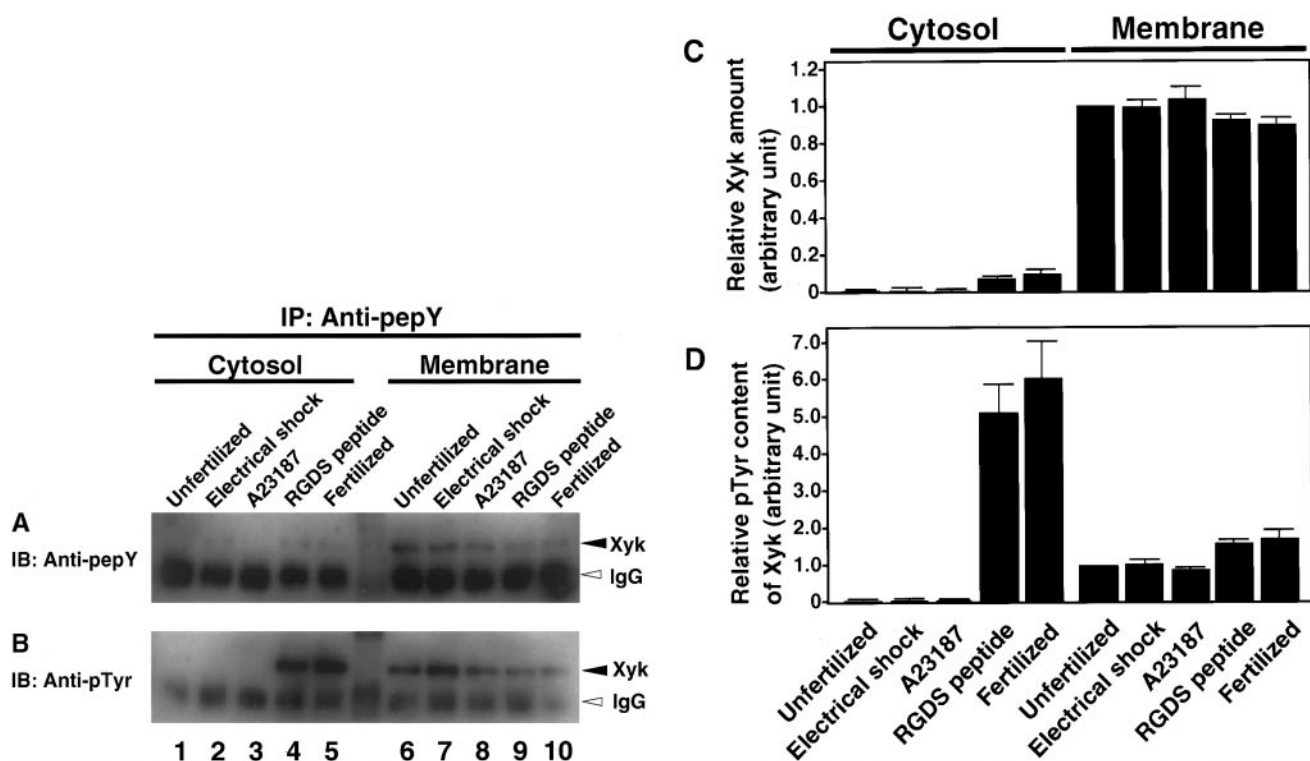 IP: Anti-pepY
Cytosol Membrane
Unfertilized
Electrical shock
A23187
RGDS peptide
Fertilized
Unfertilized
Electrical shock
A23187
RGDS peptide
Fertilized
A
IB: Anti-pepY
Xyk
IgG
B
IB: Anti-pTyr
Xyk
IgG
1 2 3 4 5 6 7 8 9 10
Cytosol Membrane
C
Relative Xyk amount
(arbitrary unit)
1.2
1.0
0.8
0.6
0.4
0.2
0
D
Relative pTyr content
of Xyk (arbitrary unit)
7.0
6.0
5.0
4.0
3.0
2.0
1.0
0
Unfertilized
Electrical shock
A23187
RGDS peptide
Fertilized
Unfertilized
Electrical shock
A23187
RGDS peptide
Fertilized